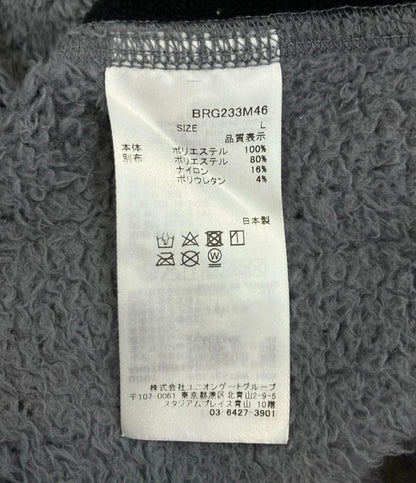 BRG233M46
SIZE L
品質表示
本体 ポリエステル 100%
別布 ポリエステル 80%
ナイロン 16%
ポリウレタン 4%
日本製
株式会社ユニオンゲートグループ
〒107-0061 東京都港区北青山2-9-5
スタジアムプレイス青山 10階
03 6427-3901